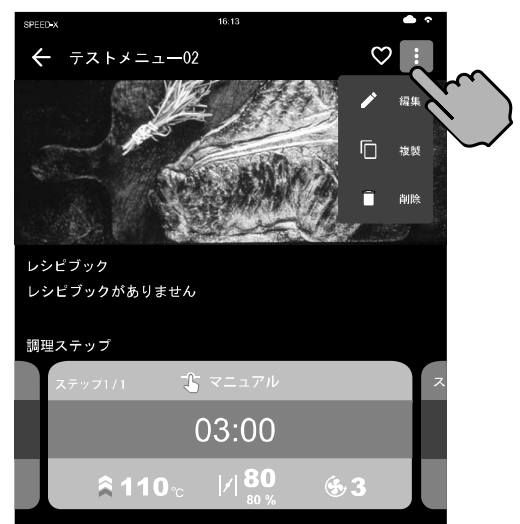 SPEED-X 16:13
テストメニュー02
編集
複製
削除
レシピブック
レシピブックがありません
調理ステップ
ステップ1/1 マニュアル ス
03:00
110℃ 80 3
80 %